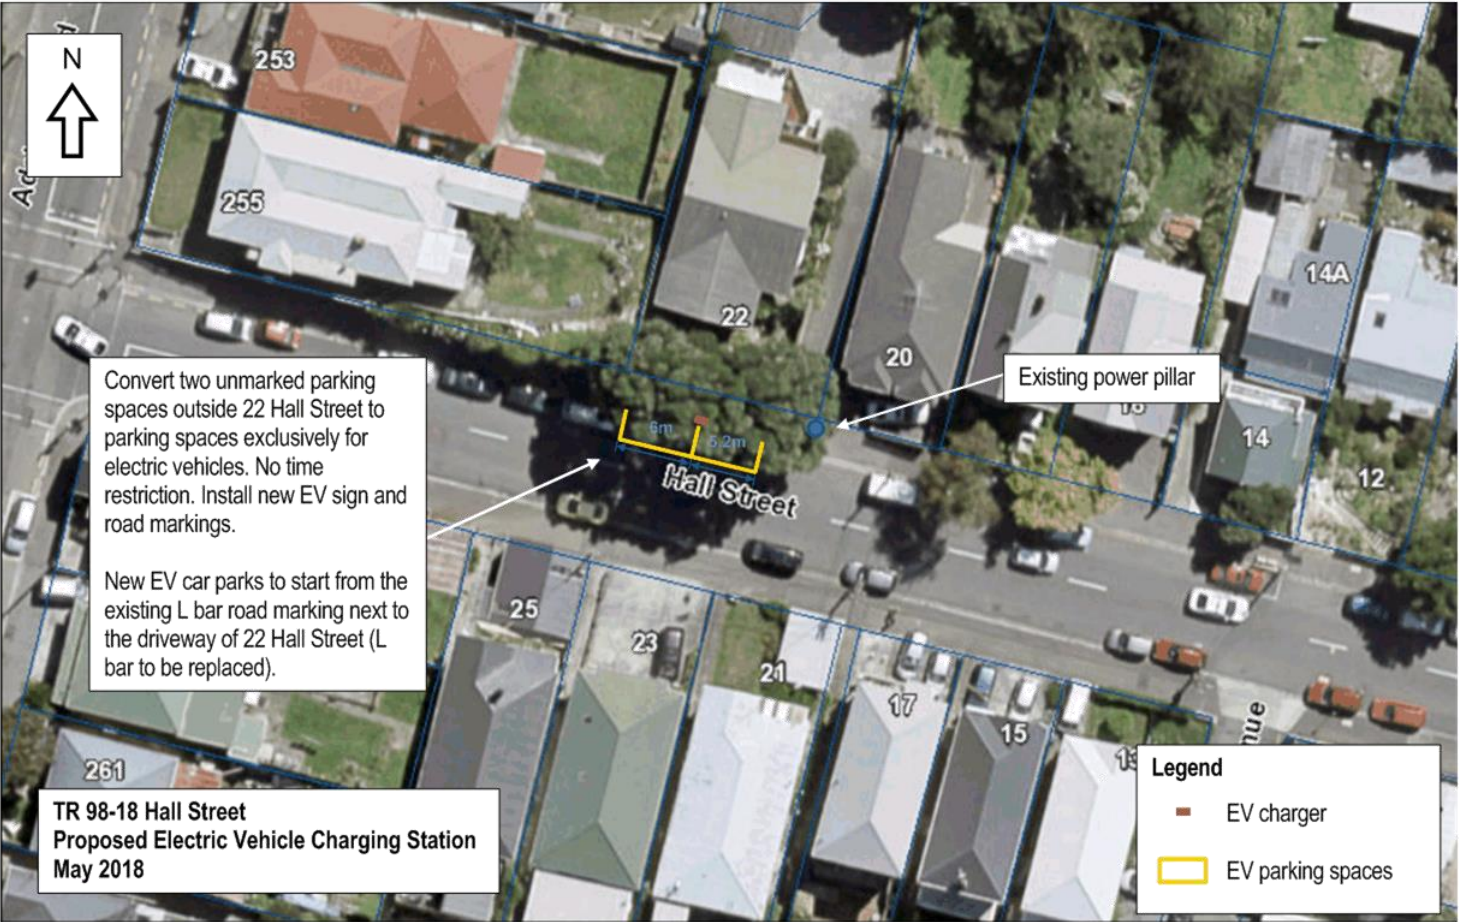 N
253
255
22
20
14A
14
12
Existing power pillar
Convert two unmarked parking
spaces outside 22 Hall Street to
parking spaces exclusively for
electric vehicles. No time
restriction. Install new EV sign and
road markings.
New EV car parks to start from the
existing L bar road marking next to
the driveway of 22 Hall Street (L
bar to be replaced).
6m
5.2m
Hall Street
25
23
21
17
15
261
TR 98-18 Hall Street
Proposed Electric Vehicle Charging Station
May 2018
Legend
EV charger
EV parking spaces